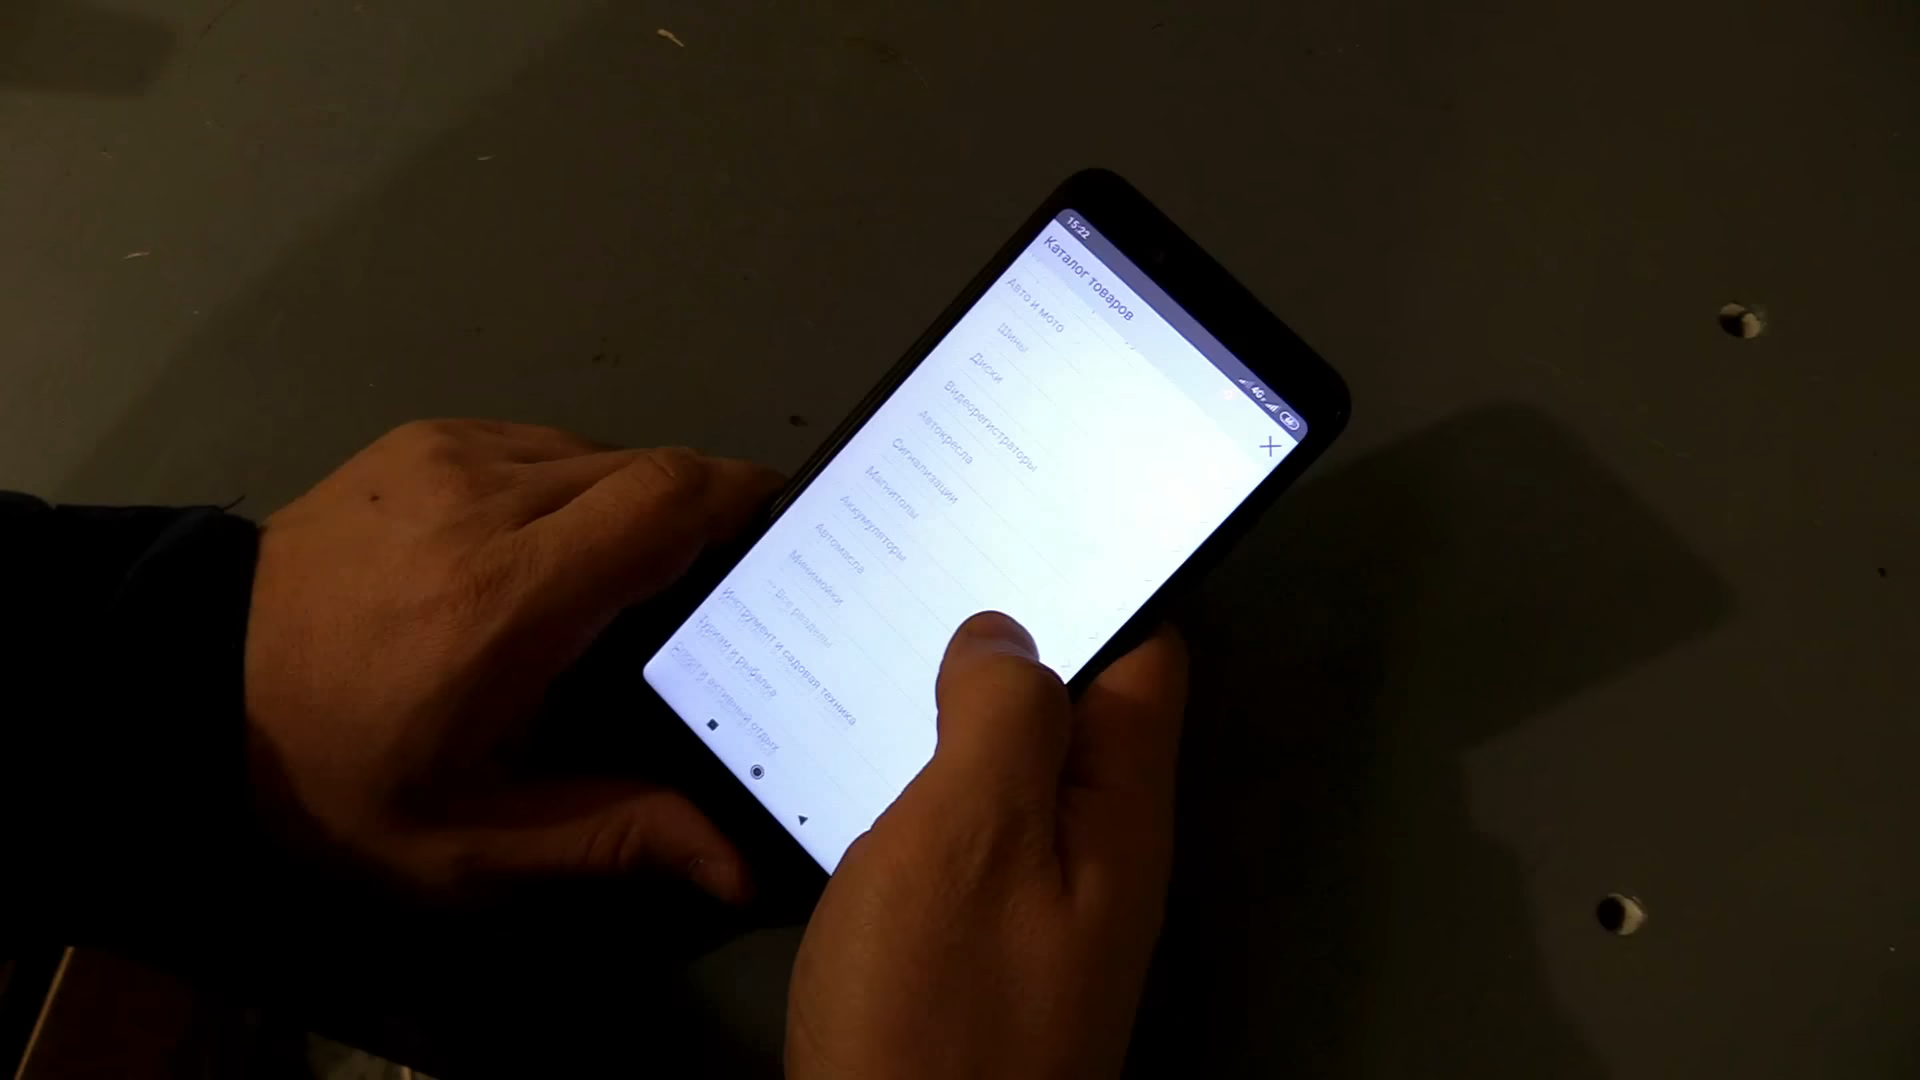 15:22
4G
Каталог товаров
Авто и мото
Шины
Диски
Видеорегистраторы
Автокресла
Сигнализации
Магнитолы
Аккумуляторы
Автомасла
Минимойки
Все разделы
Инструмент и садовая техника
Туризм и рыбалка
Спорт и активный отдых